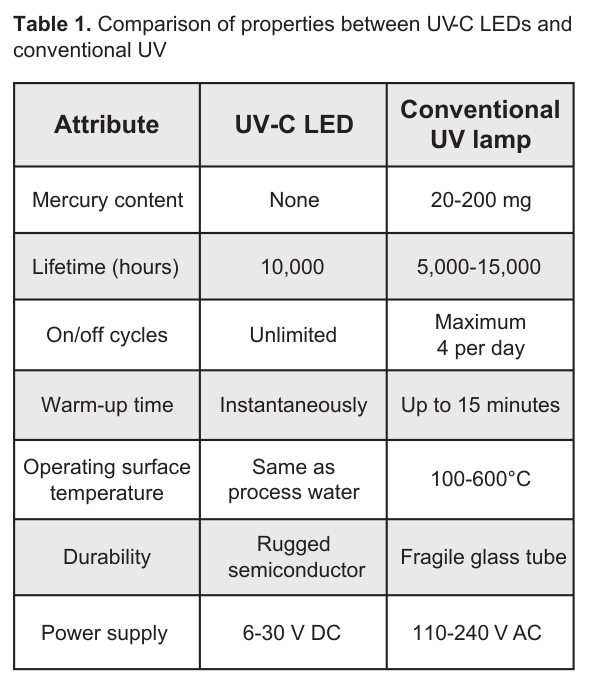 Table 1. Comparison of properties between UV-C LEDs and
conventional UV
Attribute
UV-C LED
Conventional
UV lamp
Mercury content
None
20-200 mg
Lifetime (hours)
10,000
5,000-15,000
On/off cycles
Unlimited
Maximum
4 per day
Warm-up time
Instantaneously
Up to 15 minutes
Operating surface
temperature
Same as
process water
100-600°C
Durability
Rugged
semiconductor
Fragile glass tube
Power supply
6-30 V DC
110-240 V AC